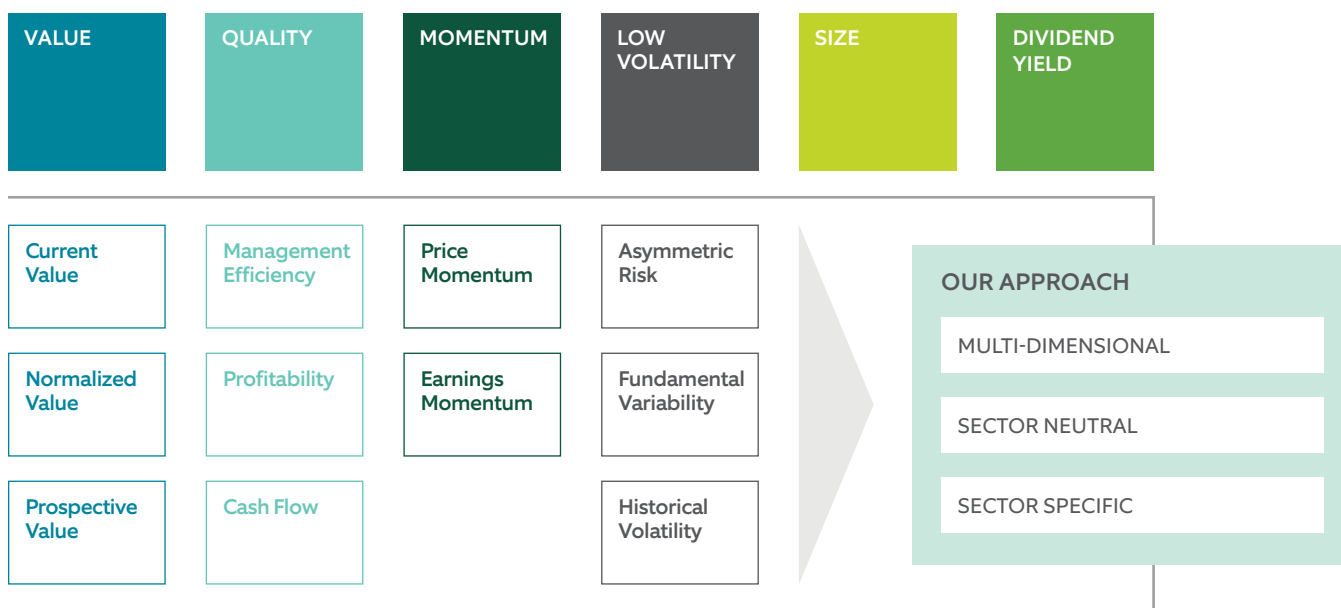 VALUE
QUALITY
MOMENTUM
LOW
VOLATILITY
SIZE
DIVIDEND
YIELD
Current
Value
Management
Efficiency
Price
Momentum
Asymmetric
Risk
Normalized
Value
Profitability
Earnings
Momentum
Fundamental
Variability
Prospective
Value
Cash Flow
Historical
Volatility
OUR APPROACH
MULTI-DIMENSIONAL
SECTOR NEUTRAL
SECTOR SPECIFIC